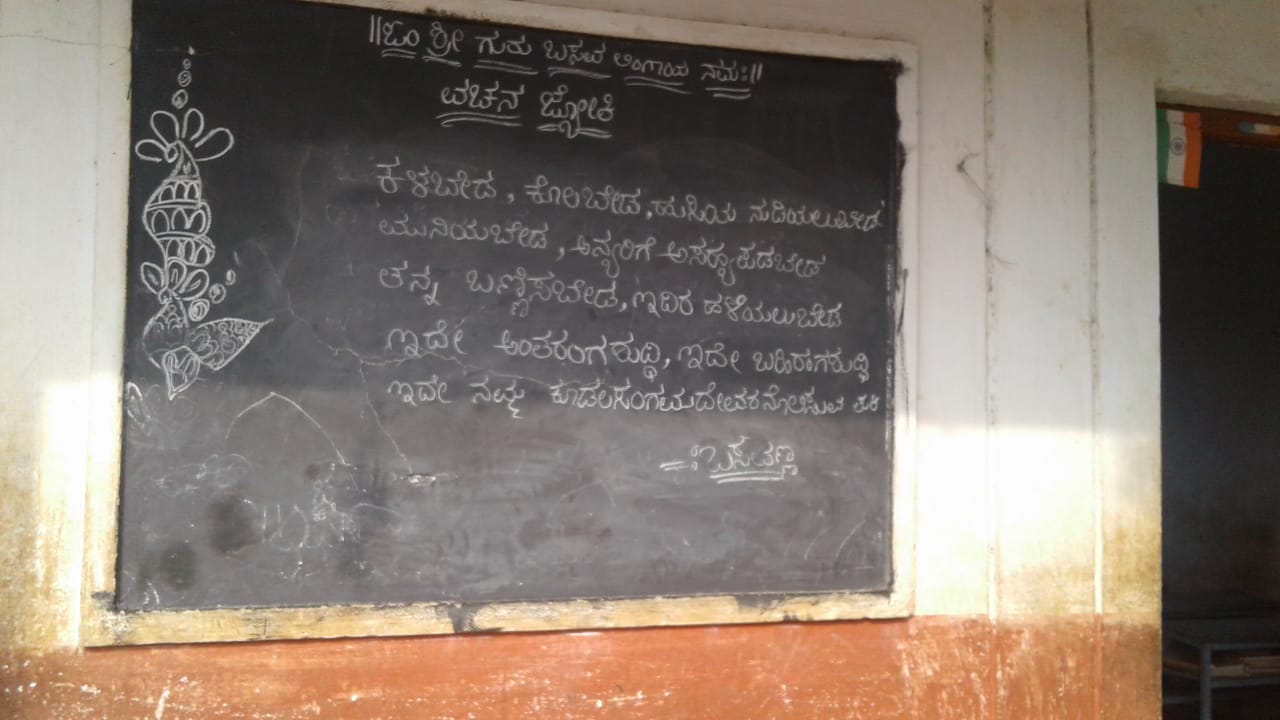 ||ಓಂ ಶ್ರೀ ಗುರು ಬಸವ ಲಿಂಗಾಯ ನಮಃ||
ವಚನ ಜ್ಯೋತಿ
ಕಳಬೇಡ, ಕೊಲಬೇಡ, ಹುಸಿಯ ನುಡಿಯಲುಬೇಡ
ಮುನಿಯಬೇಡ, ಅನ್ಯರಿಗೆ ಅಸಹ್ಯಪಡಬೇಡ
ತನ್ನ ಬಣ್ಣಿಸಬೇಡ, ಇದಿರ ಹಳೆಯಲುಬೇಡ
ಇದೇ ಅಂತರಂಗಶುದ್ಧಿ, ಇದೇ ಬಹಿರಂಗಶುದ್ಧಿ
ಇದೇ ನಮ್ಮ ಕೂಡಲಸಂಗಮದೇವರನೊಲಿಸುವ ಪರಿ
-:ಬಸವಣ್ಣ